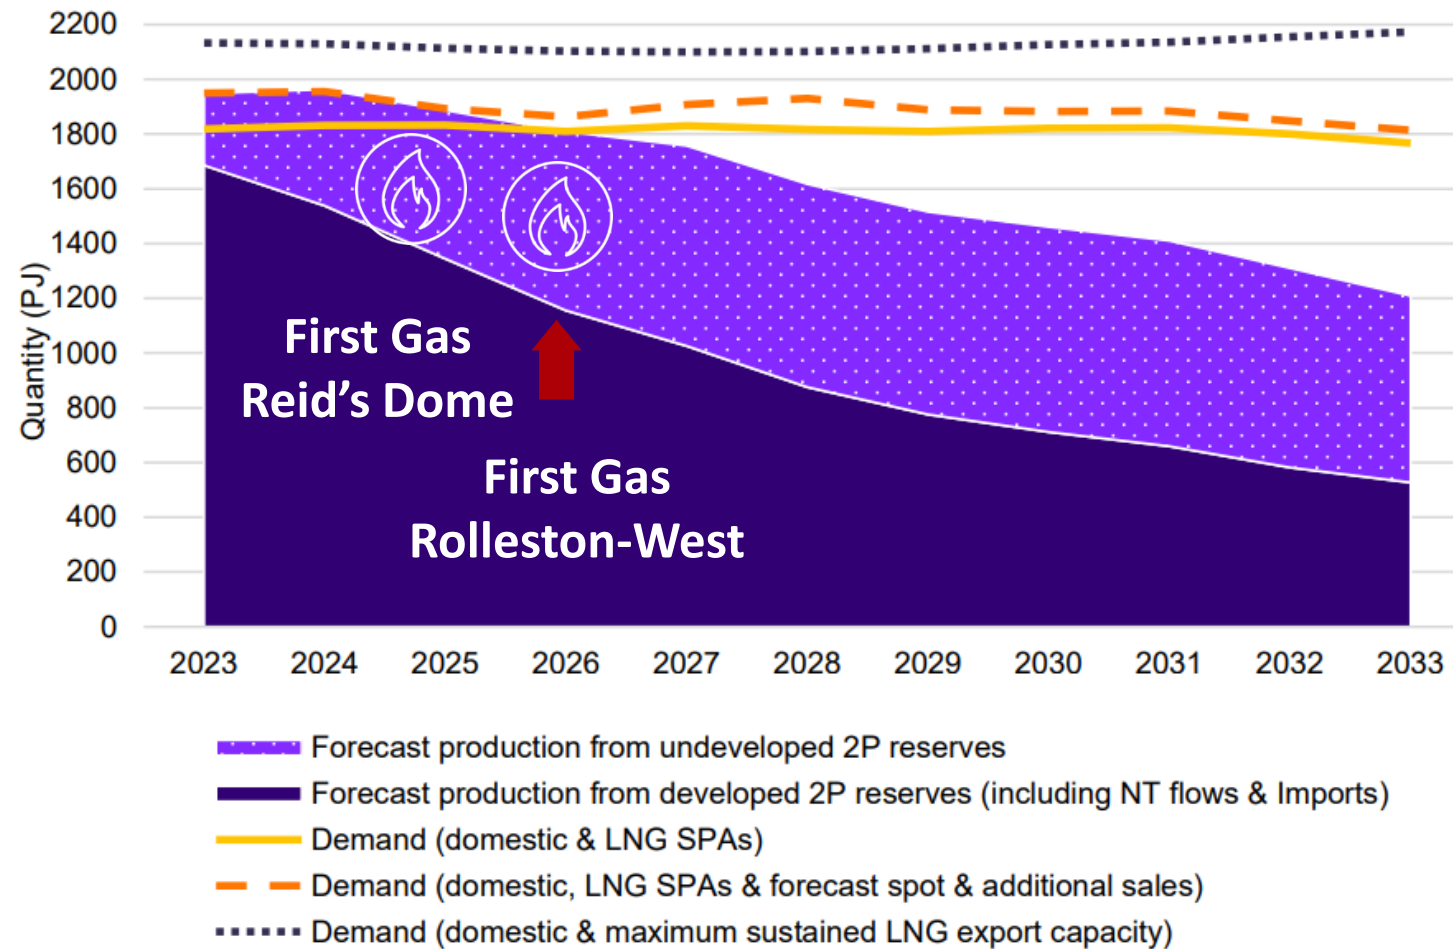 2200
2000
1800
1600
1400
1200
1000
800
600
400
200
0
Quantity (PJ)
First Gas
Reid’s Dome
First Gas
Rolleston-West
2023 2024 2025 2026 2027 2028 2029 2030 2031 2032 2033
Forecast production from undeveloped 2P reserves
Forecast production from developed 2P reserves (including NT flows & Imports)
Demand (domestic & LNG SPAs)
Demand (domestic, LNG SPAs & forecast spot & additional sales)
Demand (domestic & maximum sustained LNG export capacity)